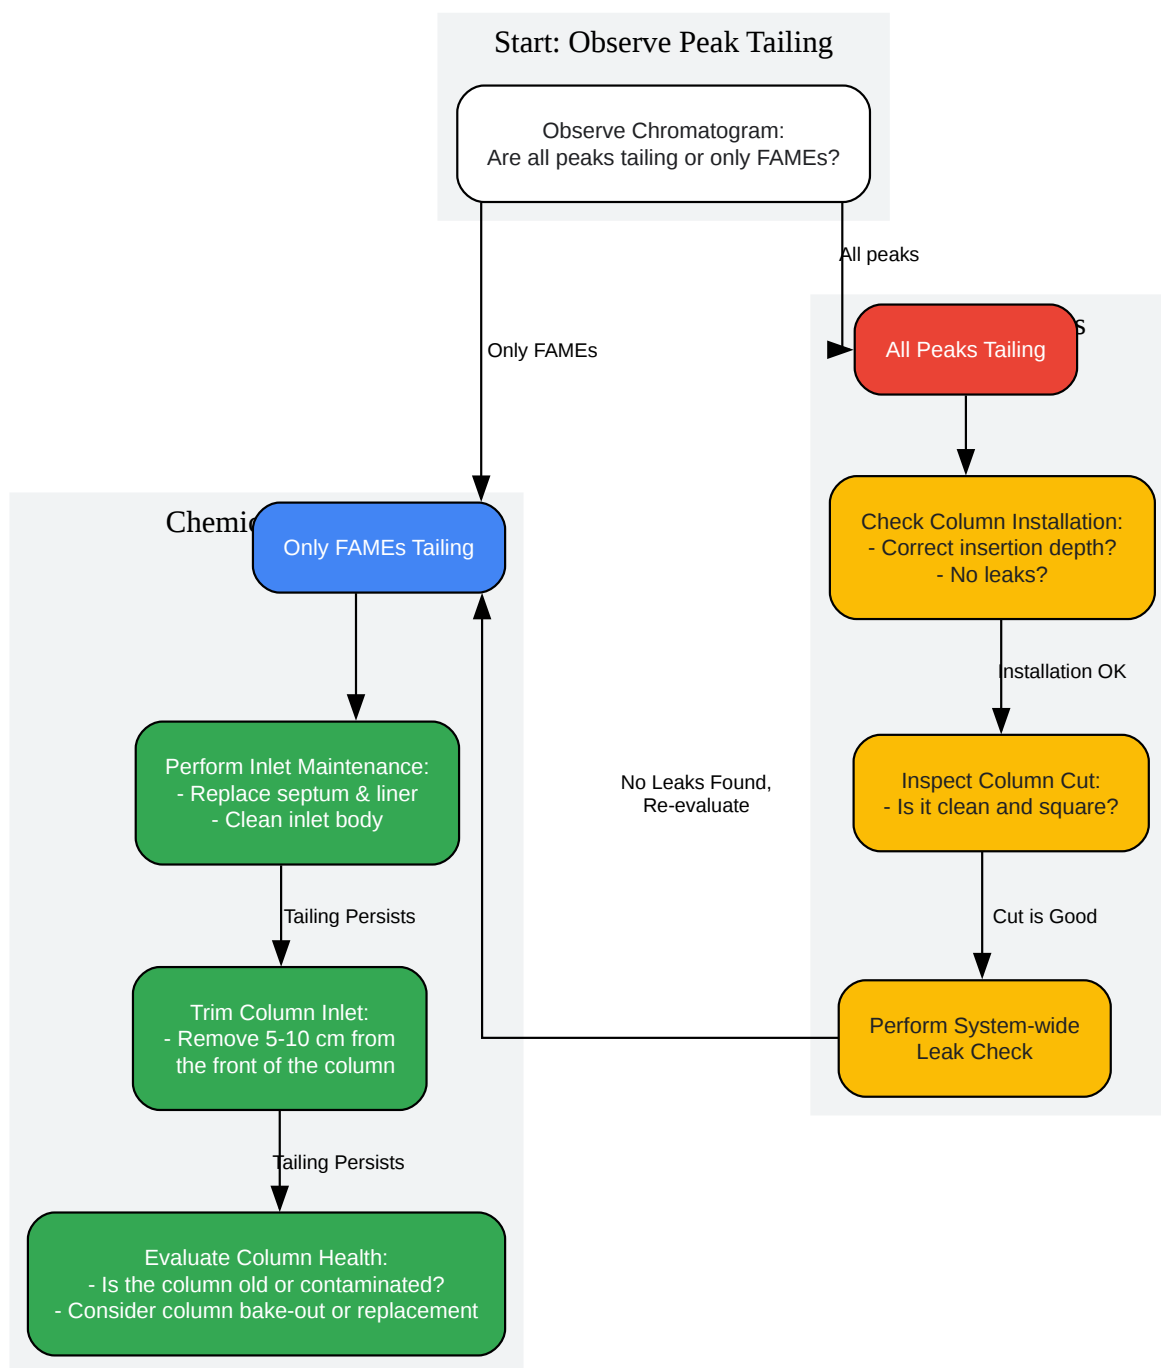 Start: Observe Peak Tailing
Observe Chromatogram:
Are all peaks tailing or only FAMEs?
All peaks
Only FAMEs
All Peaks Tailing
Check Column Installation:
- Correct insertion depth?
- No leaks?
Only FAMEs Tailing
Installation OK
Perform Inlet Maintenance:
- Replace septum & liner
- Clean inlet body
No Leaks Found,
Re-evaluate
Inspect Column Cut:
- Is it clean and square?
Tailing Persists
Cut is Good
Trim Column Inlet:
- Remove 5-10 cm from
the front of the column
Perform System-wide
Leak Check
Tailing Persists
Evaluate Column Health:
- Is the column old or contaminated?
- Consider column bake-out or replacement